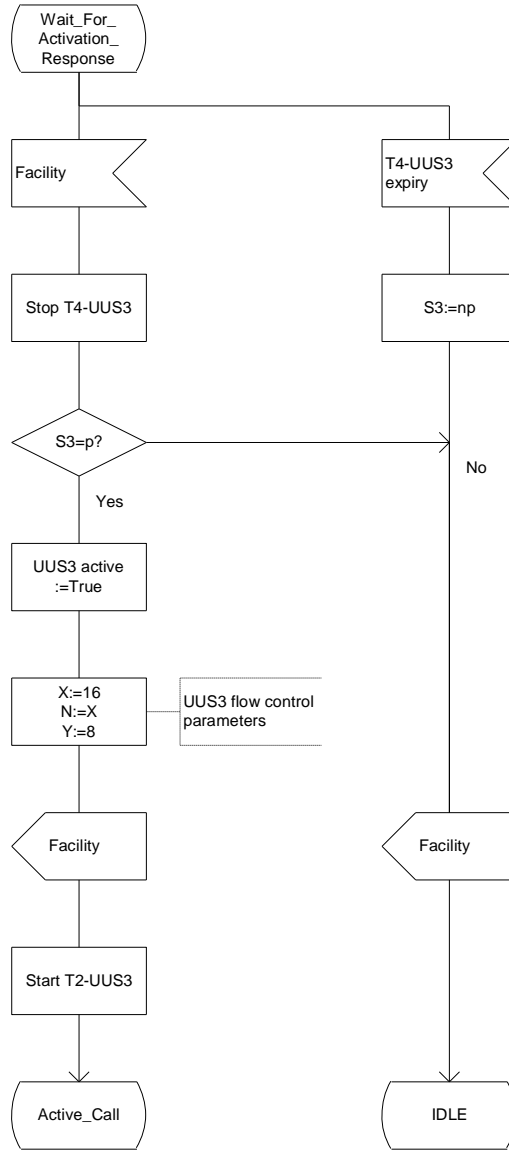 Wait_For_
Activation_
Response
Facility
T4-UUS3
expiry
Stop T4-UUS3
S3:=np
S3=p?
No
Yes
UUS3 active
:=True
X:=16
N:=X
Y:=8
UUS3 flow control
parameters
Facility
Facility
Start T2-UUS3
Active_Call
IDLE